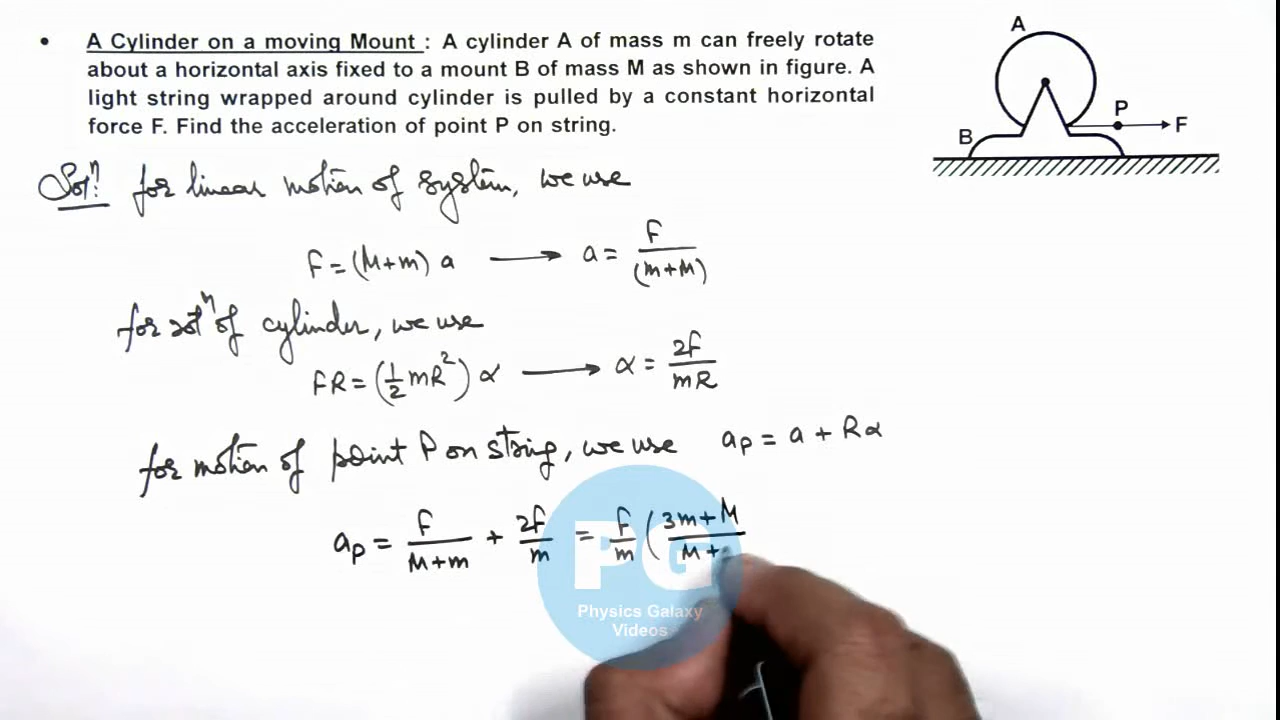 • A Cylinder on a moving Mount : A cylinder A of mass m can freely rotate
about a horizontal axis fixed to a mount B of mass M as shown in figure. A
light string wrapped around cylinder is pulled by a constant horizontal
force F. Find the acceleration of point P on string.
A
P
F
B
Solⁿ: for linear motion of system, we use
F = (M+m) a ⟶ a = F/(m+M)
for rotⁿ of cylinder, we use
FR = (1/2 mR²) α ⟶ α = 2F/mR
for motion of point P on string, we use aₚ = a + Rα
aₚ = F/(M+m) + 2F/m = F/m (3m+M/M+
PG
Physics Galaxy
Videos